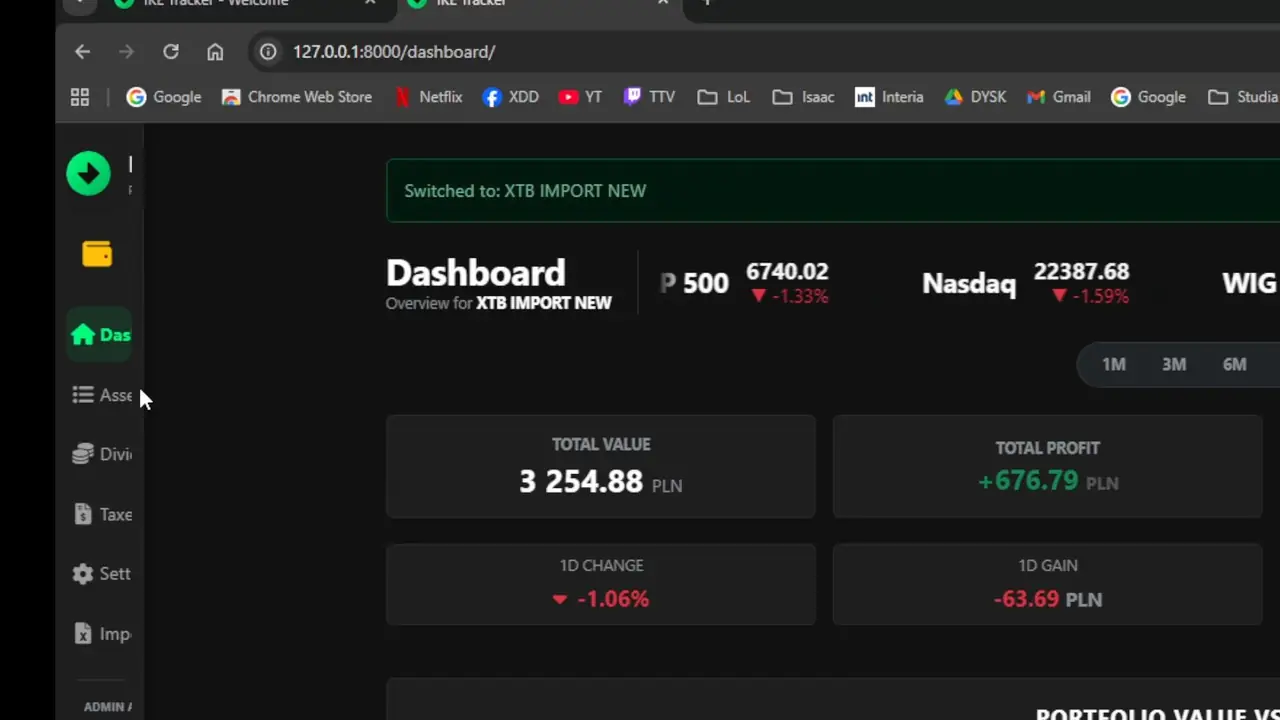 IKE Tracker - Welcome
IKE Tracker
127.0.0.1:8000/dashboard/
Google
Chrome Web Store
Netflix
XDD
YT
TTV
LoL
Isaac
int Interia
DYSK
Gmail
Google
Studia
Switched to: XTB IMPORT NEW
Dashboard
Overview for XTB IMPORT NEW
P 500
6740.02
▼ -1.33%
Nasdaq
22387.68
▼ -1.59%
WIG
1M
3M
6M
Das
Asse
Divi
Taxe
Sett
Imp
ADMIN A
TOTAL VALUE
3 254.88 PLN
TOTAL PROFIT
+676.79 PLN
1D CHANGE
-1.06%
1D GAIN
-63.69 PLN
PORTFOLIO VALUE VS